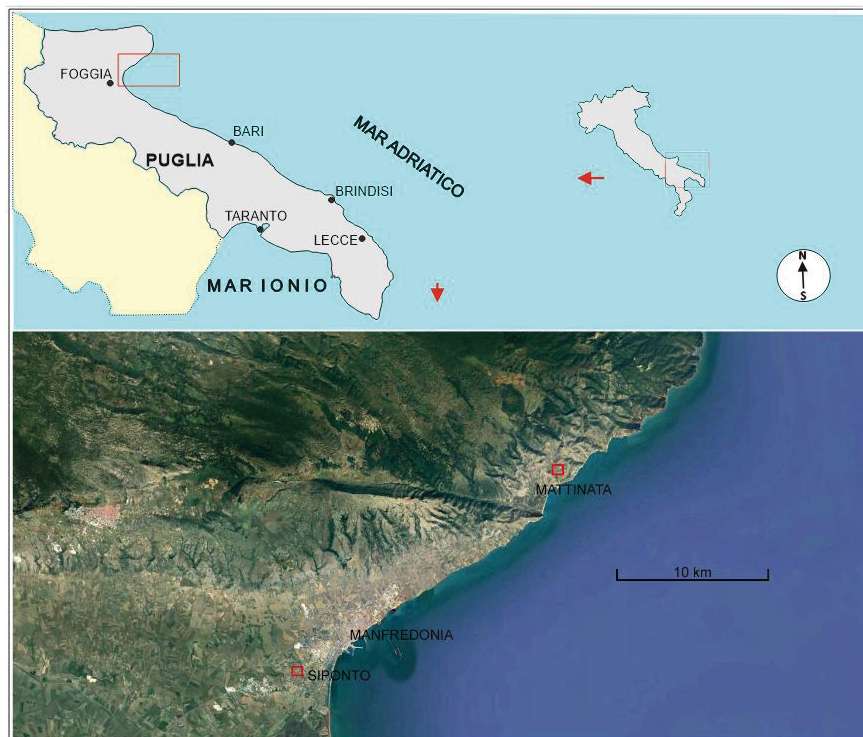 FOGGIA
BARI
MAR ADRIATICO
PUGLIA
BRINDISI
TARANTO
LECCE
MAR IONIO
N
S
MATTINATA
10 km
MANFREDONIA
SIPONTO